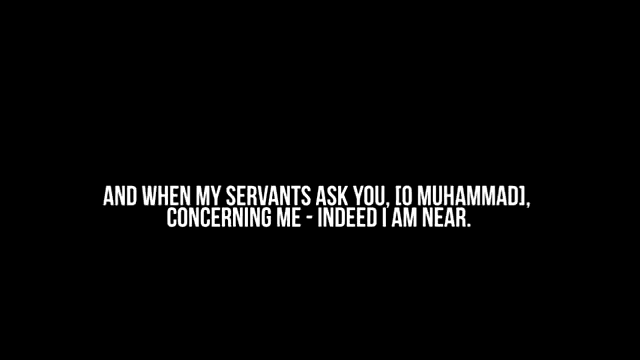 AND WHEN MY SERVANTS ASK YOU, [O MUHAMMAD],
CONCERNING ME - INDEED I AM NEAR.